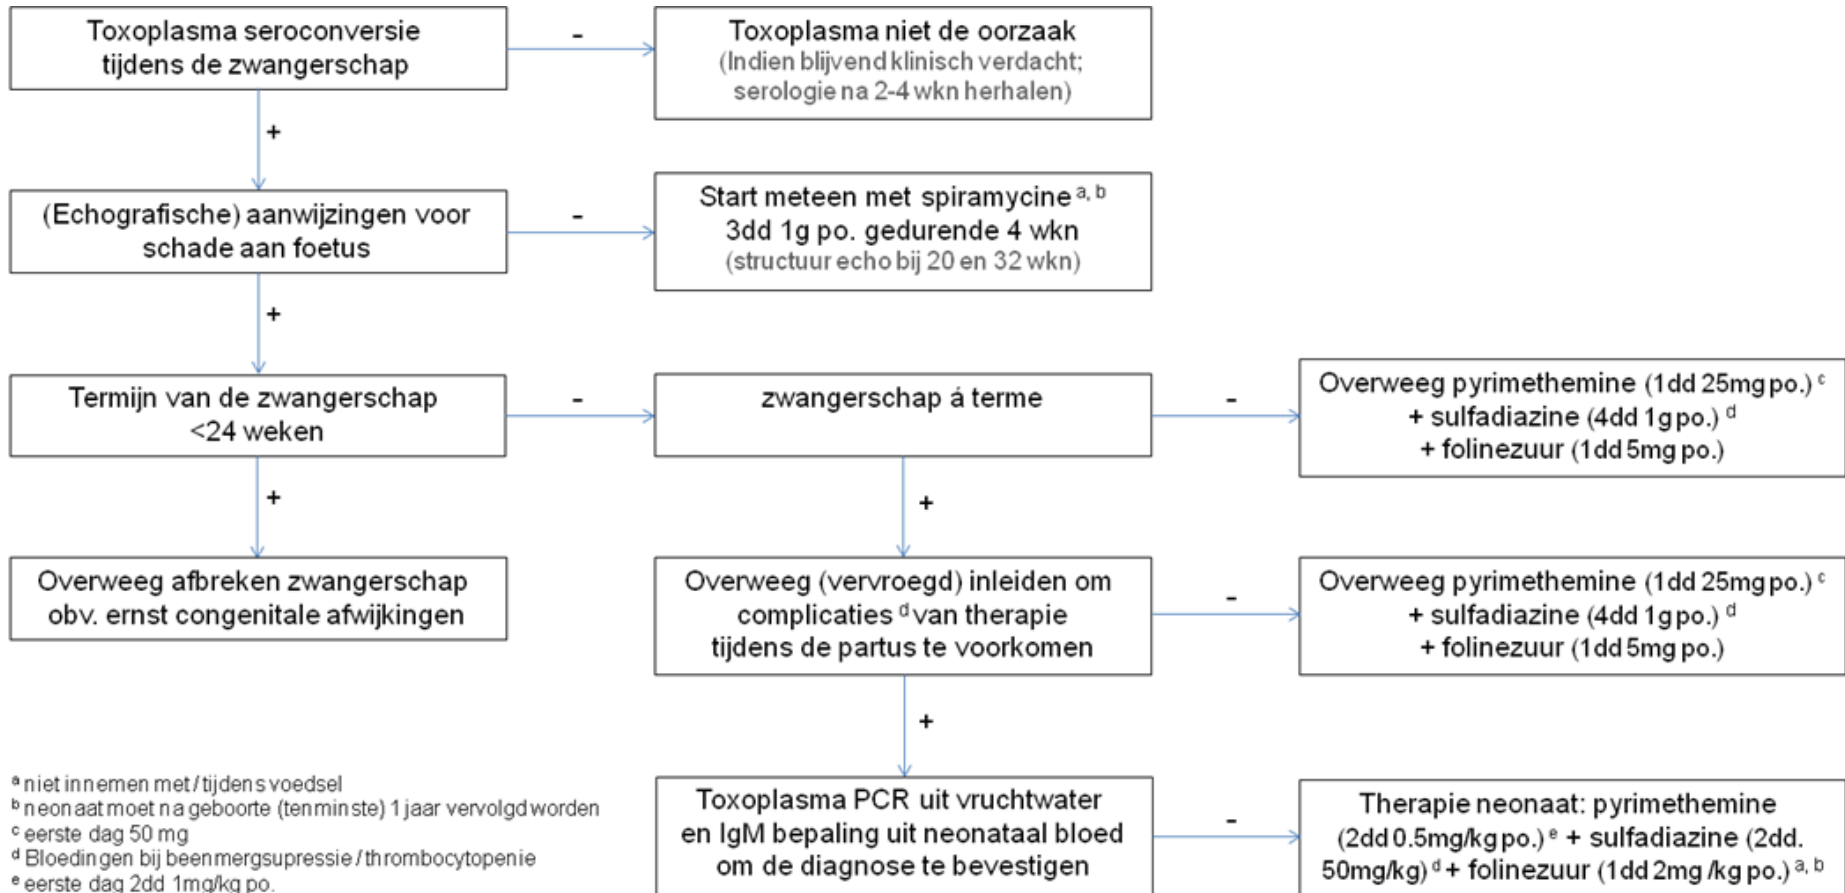 Toxoplasma seroconversie
tijdens de zwangerschap
-
Toxoplasma niet de oorzaak
(Indien blijvend klinisch verdacht;
serologie na 2-4 wkn herhalen)
+
(Echografische) aanwijzingen voor
schade aan foetus
-
Start meteen met spiramycine a, b
3dd 1g po. gedurende 4 wkn
(structuur echo bij 20 en 32 wkn)
+
Termijn van de zwangerschap
<24 weken
-
zwangerschap á terme
-
Overweeg pyrimethemine (1dd 25mg po.) c
+ sulfadiazine (4dd 1g po.) d
+ folinezuur (1dd 5mg po.)
+
+
Overweeg afbreken zwangerschap
obv. ernst congenitale afwijkingen
Overweeg (vervroegd) inleiden om
complicaties d van therapie
tijdens de partus te voorkomen
-
Overweeg pyrimethemine (1dd 25mg po.) c
+ sulfadiazine (4dd 1g po.) d
+ folinezuur (1dd 5mg po.)
+
Toxoplasma PCR uit vruchtwater
en IgM bepaling uit neonataal bloed
om de diagnose te bevestigen
-
Therapie neonaat: pyrimethemine
(2dd 0.5mg/kg po.) e + sulfadiazine (2dd.
50mg/kg) d + folinezuur (1dd 2mg /kg po.) a, b
a niet innemen met / tijdens voedsel
b neonaat moet na geboorte (tenminste) 1 jaar vervolgd worden
c eerste dag 50 mg
d Bloedingen bij beenmergsupressie / thrombocytopenie
e eerste dag 2dd 1mg/kg po.